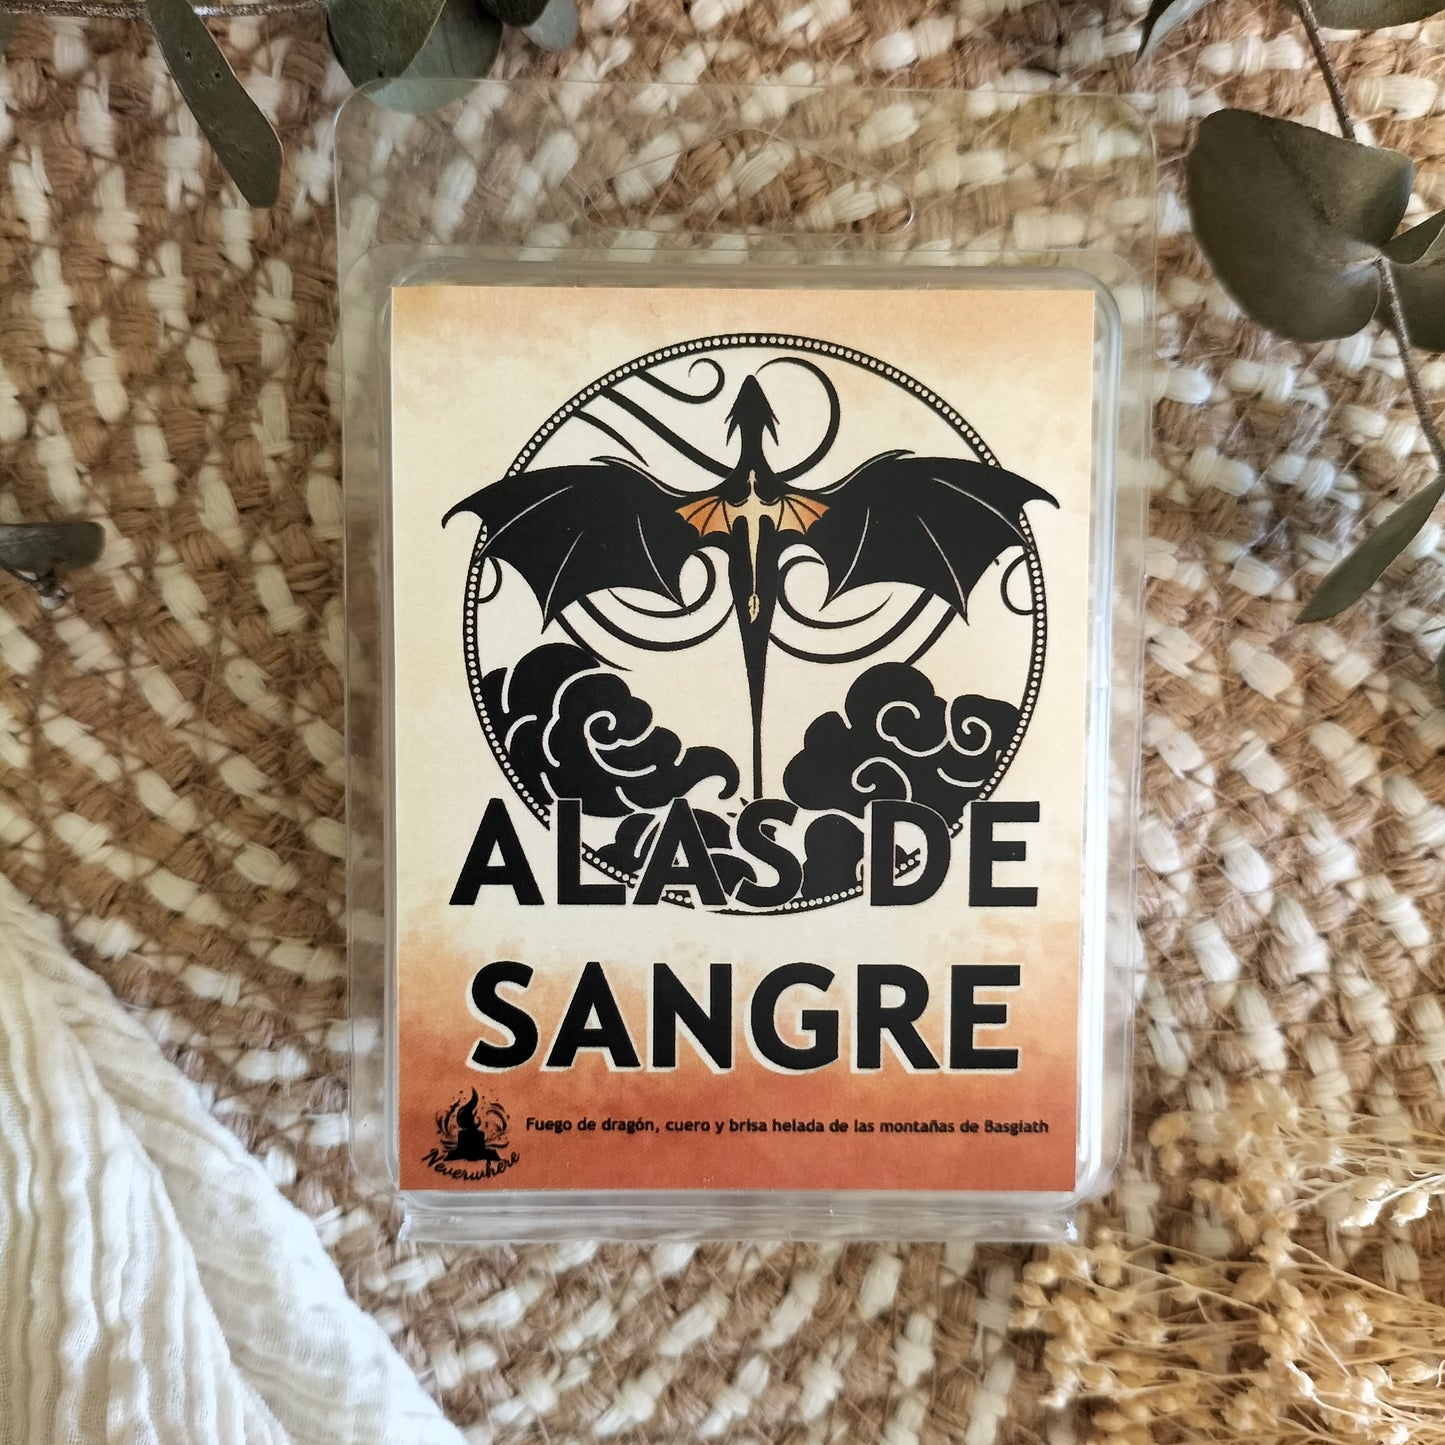 ALAS DE
SANGRE
Fuego de dragón, cuero y brisa helada de las montañas de Basgiath
Neverwhere